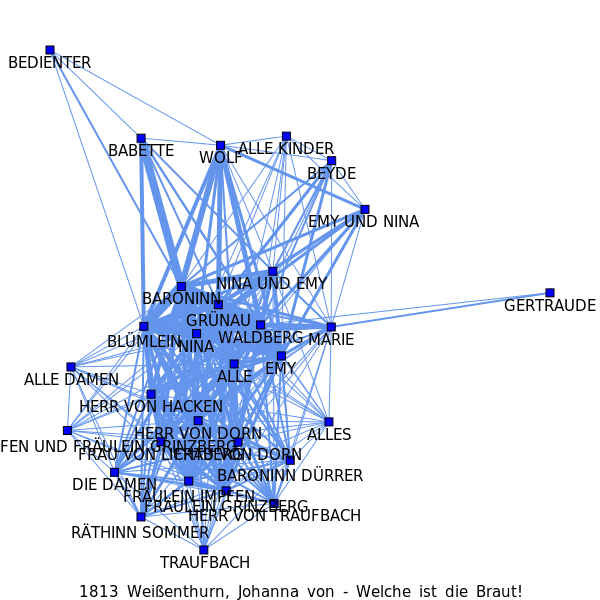 BEDIENTER
BABETTE
WOLF
ALLE KINDER
BEYDE
EMY UND NINA
NINA UND EMY
BARONINN
GERTRAUDE
GRÜNAU
WALDBERG
MARIE
BLÜMLEIN
NINA
EMY
ALLE
ALLE DAMEN
HERR VON HACKEN
HERR VON DORN
ALLES
FEN UND FRÄULEIN GRINZBERG
FRAU VON
VON DORN
BARONINN DÜRRER
DIE DAMEN
FRÄULEIN IMPFEN
FRÄULEIN GRINZBERG
HERR VON TRAUFBACH
RÄTHINN SOMMER
TRAUFBACH
1813 Weißenthurn, Johanna von - Welche ist die Braut!